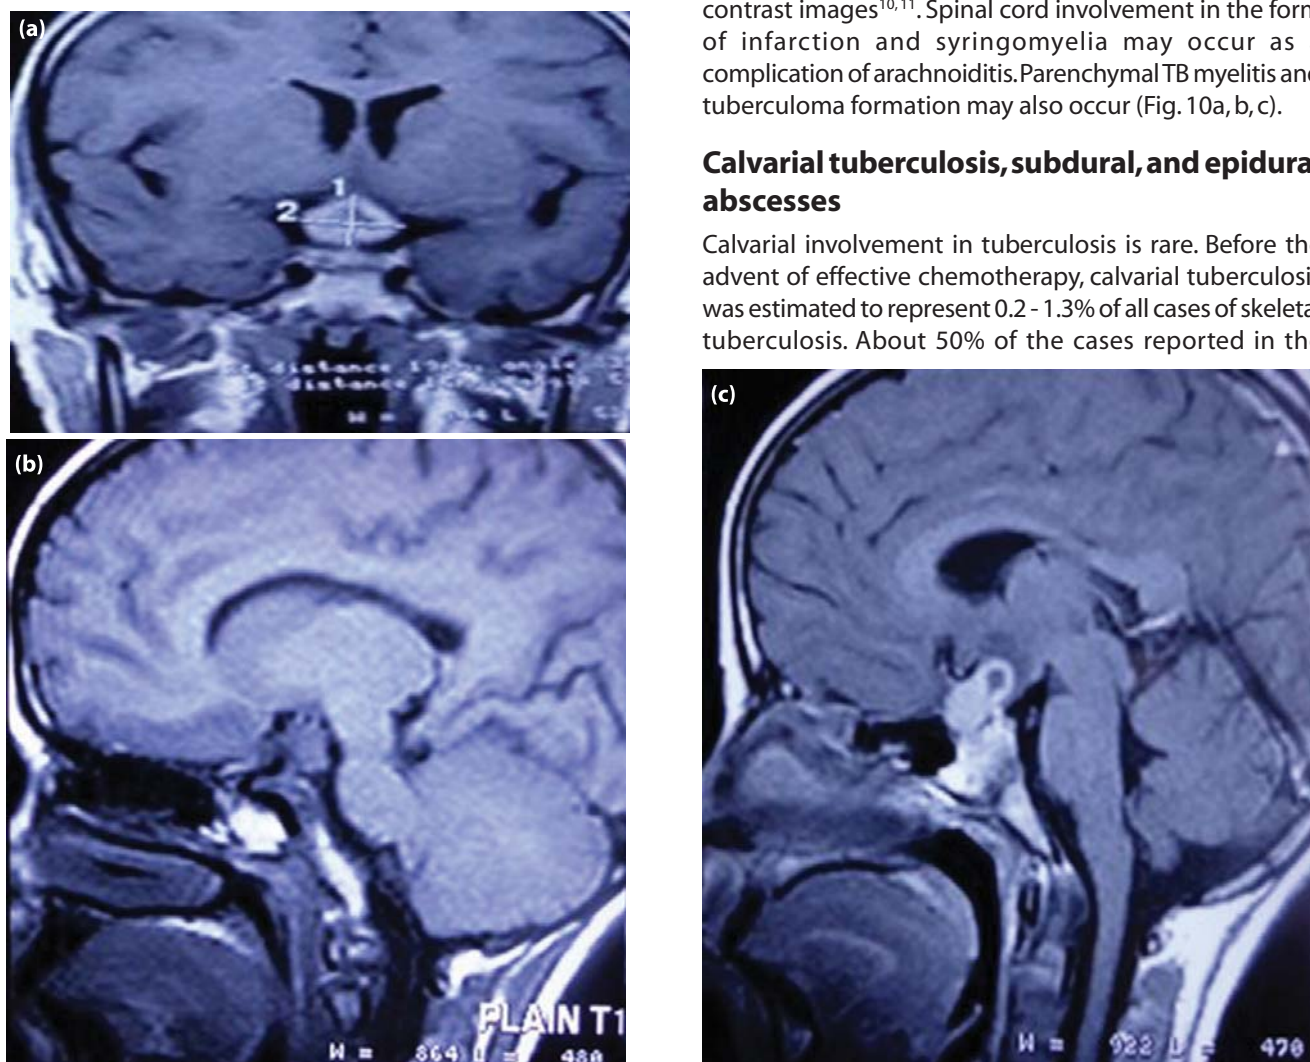 (a)
1
2
distance angle
distance
W = L =
(b)
PLAIN T1
W = 864 L = 480
contrast images10, 11. Spinal cord involvement in the form
of infarction and syringomyelia may occur as
complication of arachnoiditis. Parenchymal TB myelitis and
tuberculoma formation may also occur (Fig. 10a, b, c).
Calvarial tuberculosis, subdural, and epidural
abscesses
Calvarial involvement in tuberculosis is rare. Before the
advent of effective chemotherapy, calvarial tuberculosis
was estimated to represent 0.2 - 1.3% of all cases of skeletal
tuberculosis. About 50% of the cases reported in the
(c)
W = 922 L = 470